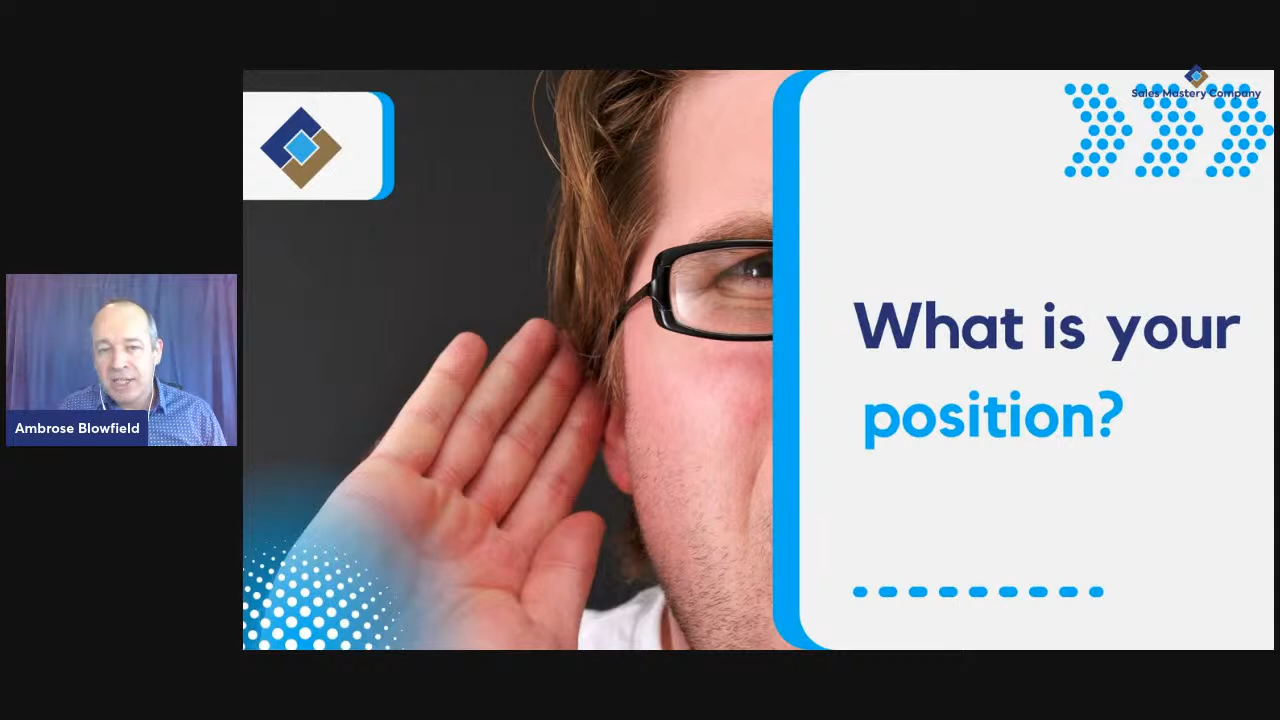 Sales Mastery Company
What is your
position?
Ambrose Blowfield